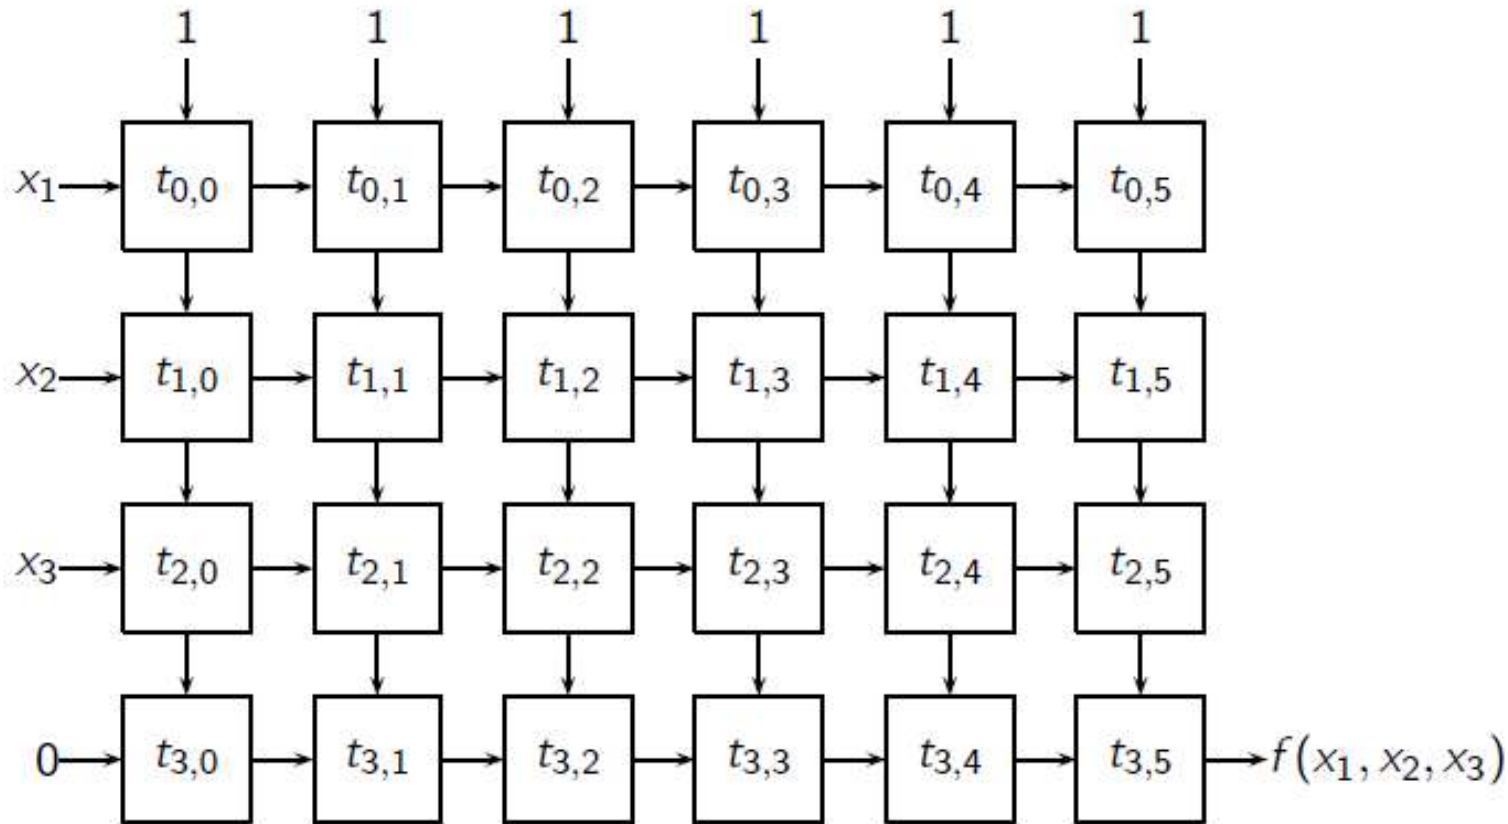 1 1 1 1 1 1
x₁ t₀,₀ t₀,₁ t₀,₂ t₀,₃ t₀,₄ t₀,₅
x₂ t₁,₀ t₁,₁ t₁,₂ t₁,₃ t₁,₄ t₁,₅
x₃ t₂,₀ t₂,₁ t₂,₂ t₂,₃ t₂,₄ t₂,₅
0 t₃,₀ t₃,₁ t₃,₂ t₃,₃ t₃,₄ t₃,₅ f(x₁, x₂, x₃)